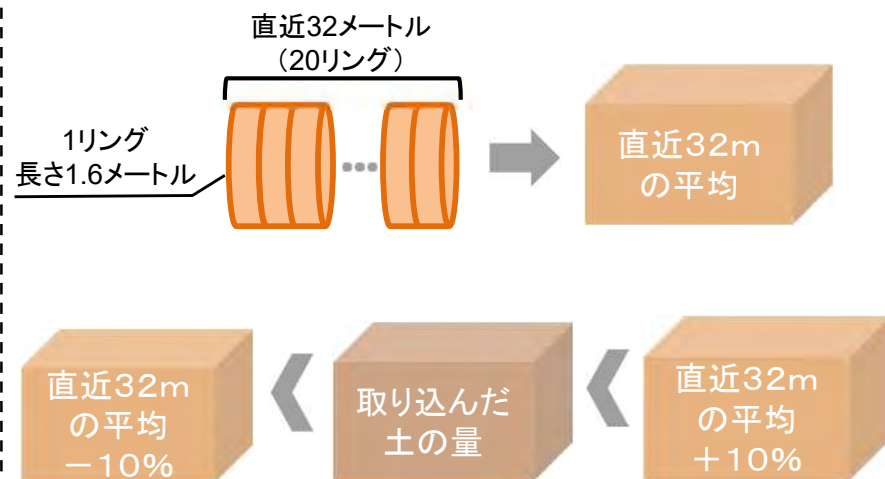 直近32メートル
（20リング）
1リング
長さ1.6メートル
直近32m
の平均
直近32m
の平均
－10%
取り込んだ
土の量
直近32m
の平均
＋10%